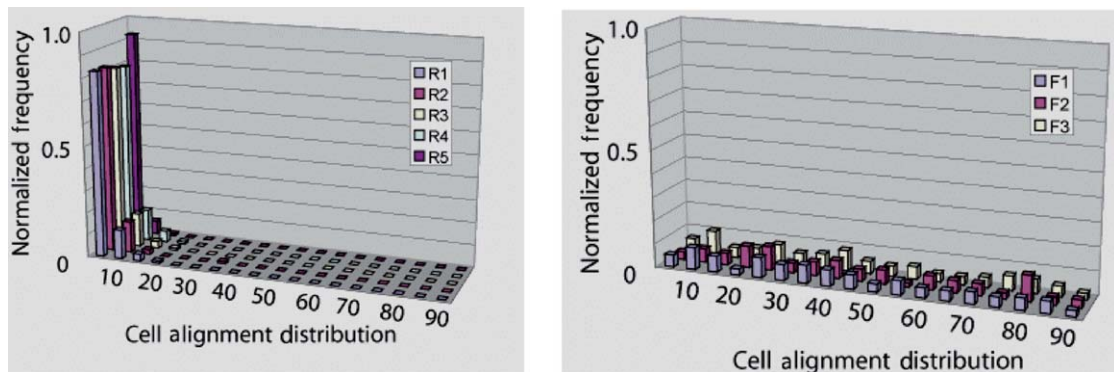 1.0
0.5
0
Normalized frequency
R1
R2
R3
R4
R5
10 20 30 40 50 60 70 80 90
Cell alignment distribution
1.0
0.5
0
Normalized frequency
F1
F2
F3
10 20 30 40 50 60 70 80 90
Cell alignment distribution